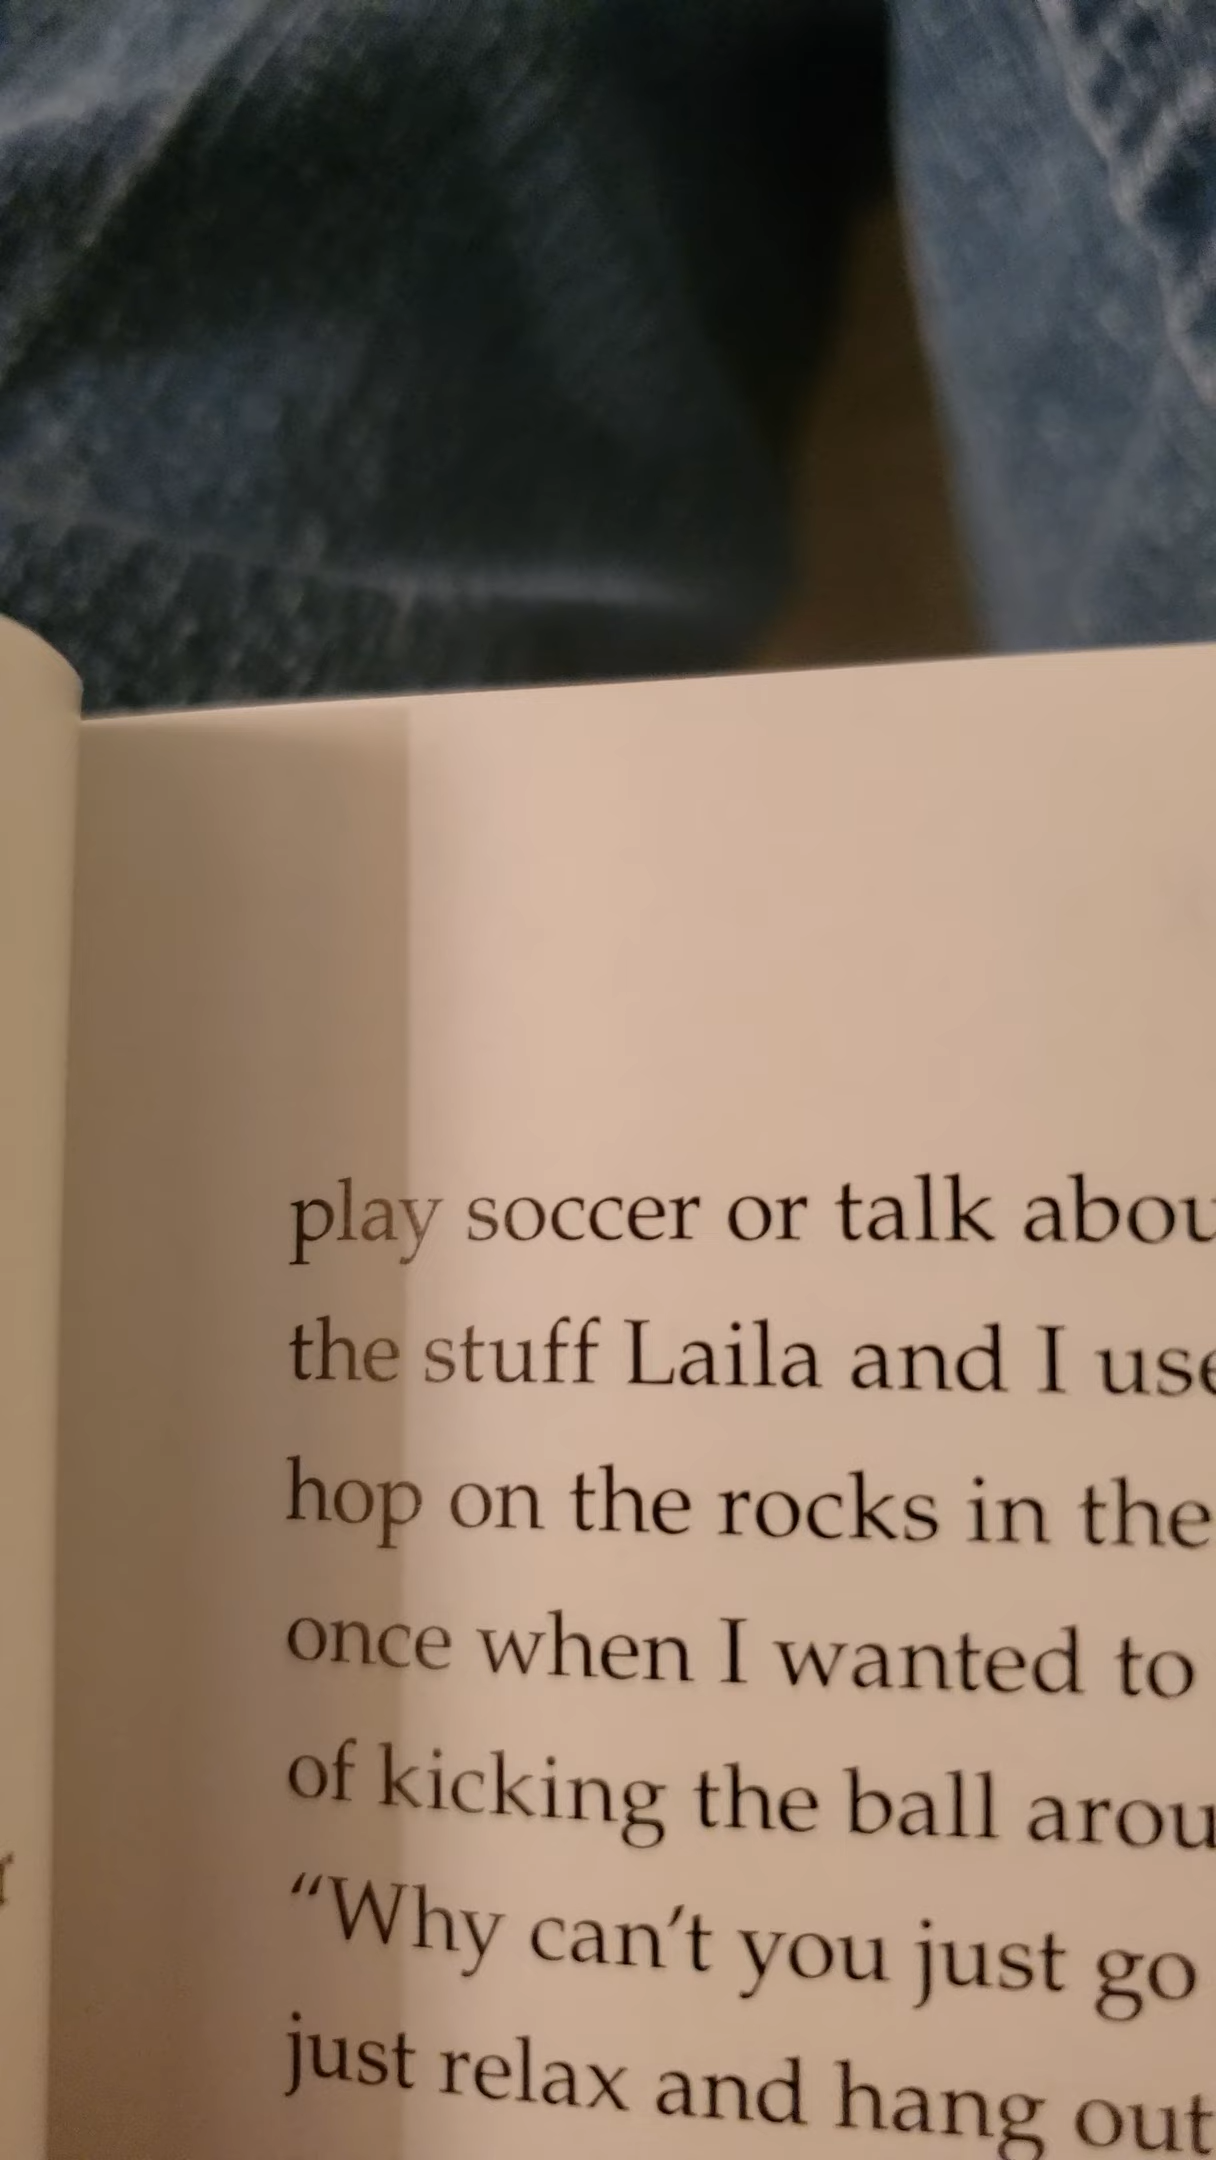 play soccer or talk abou
the stuff Laila and I use
hop on the rocks in the
once when I wanted to
of kicking the ball arou
“Why can’t you just go
just relax and hang out